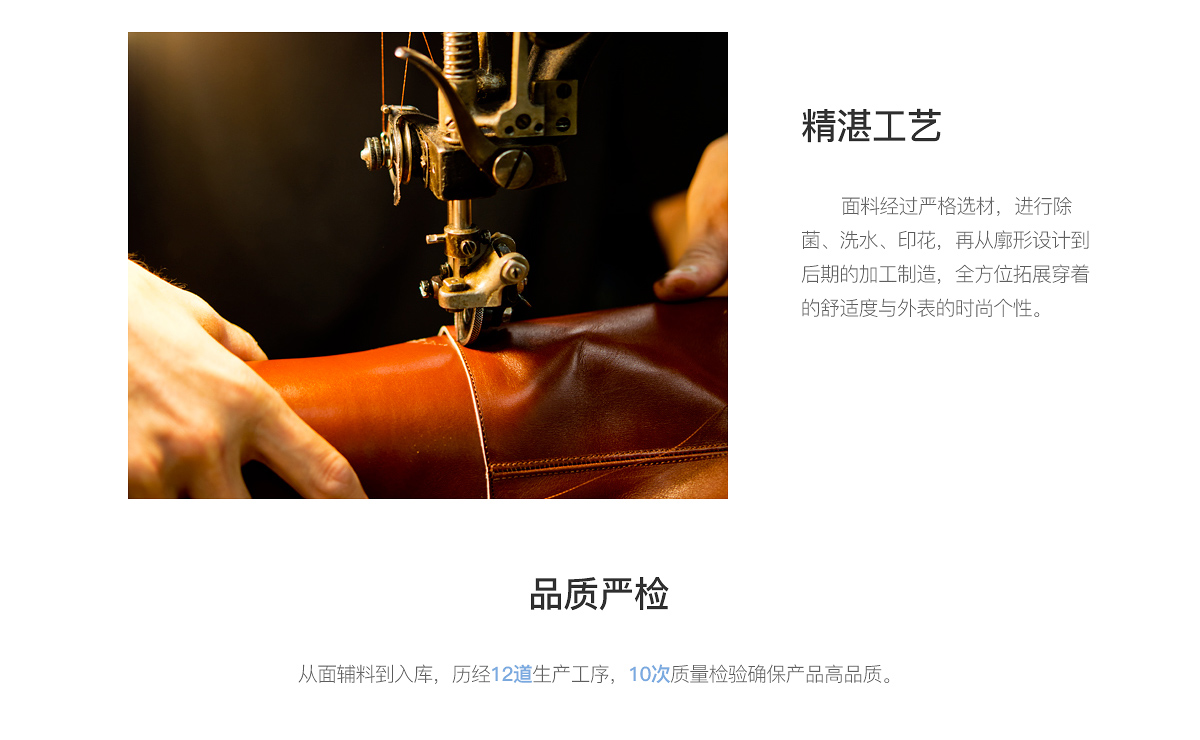 精湛工艺
面料经过严格选材，进行除
菌、洗水、印花，再从廓形设计到
后期的加工制造，全方位拓展穿着
的舒适度与外表的时尚个性。
品质严检
从面辅料到入库，历经12道生产工序，10次质量检验确保产品高品质。